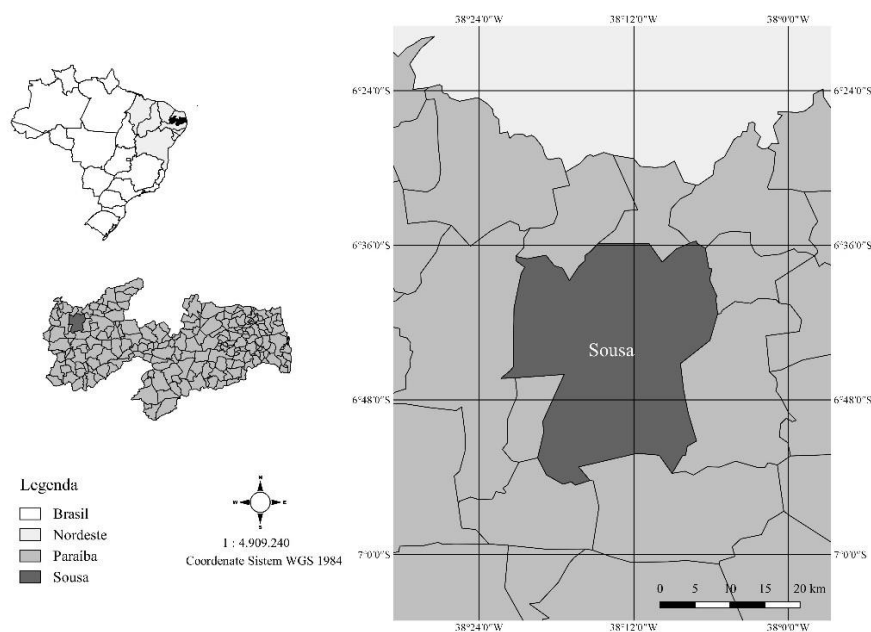 Legenda
Brasil
Nordeste
Paraiba
Sousa
N
W E
S
1 : 4.909.240
Coordenate Sistem WGS 1984
38°24'0"W 38°12'0"W 38°0'0"W
6°24'0"S 6°24'0"S
6°36'0"S 6°36'0"S
Sousa
6°48'0"S 6°48'0"S
7°0'0"S 7°0'0"S
0 5 10 15 20 km
38°24'0"W 38°12'0"W 38°0'0"W